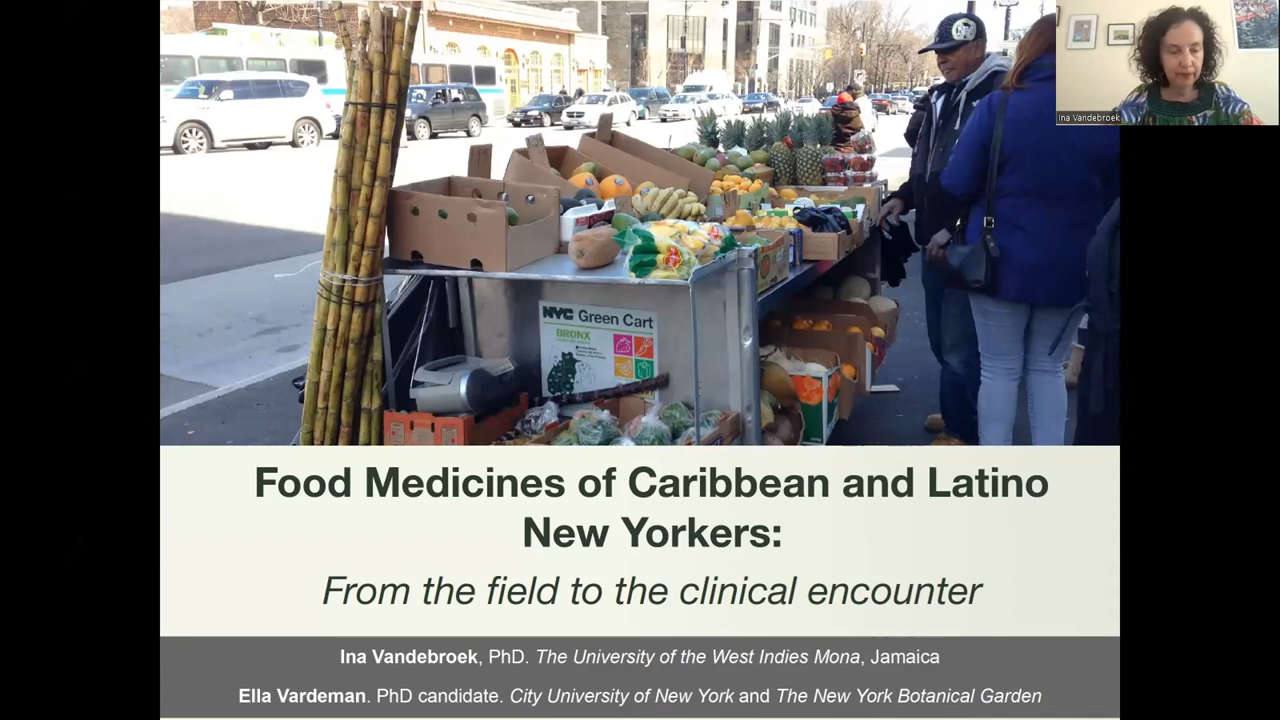 Ina Vandebroek
NYC Green Cart
BRONX
Food Medicines of Caribbean and Latino
New Yorkers:
From the field to the clinical encounter
Ina Vandebroek, PhD. The University of the West Indies Mona, Jamaica
Ella Vardeman. PhD candidate. City University of New York and The New York Botanical Garden